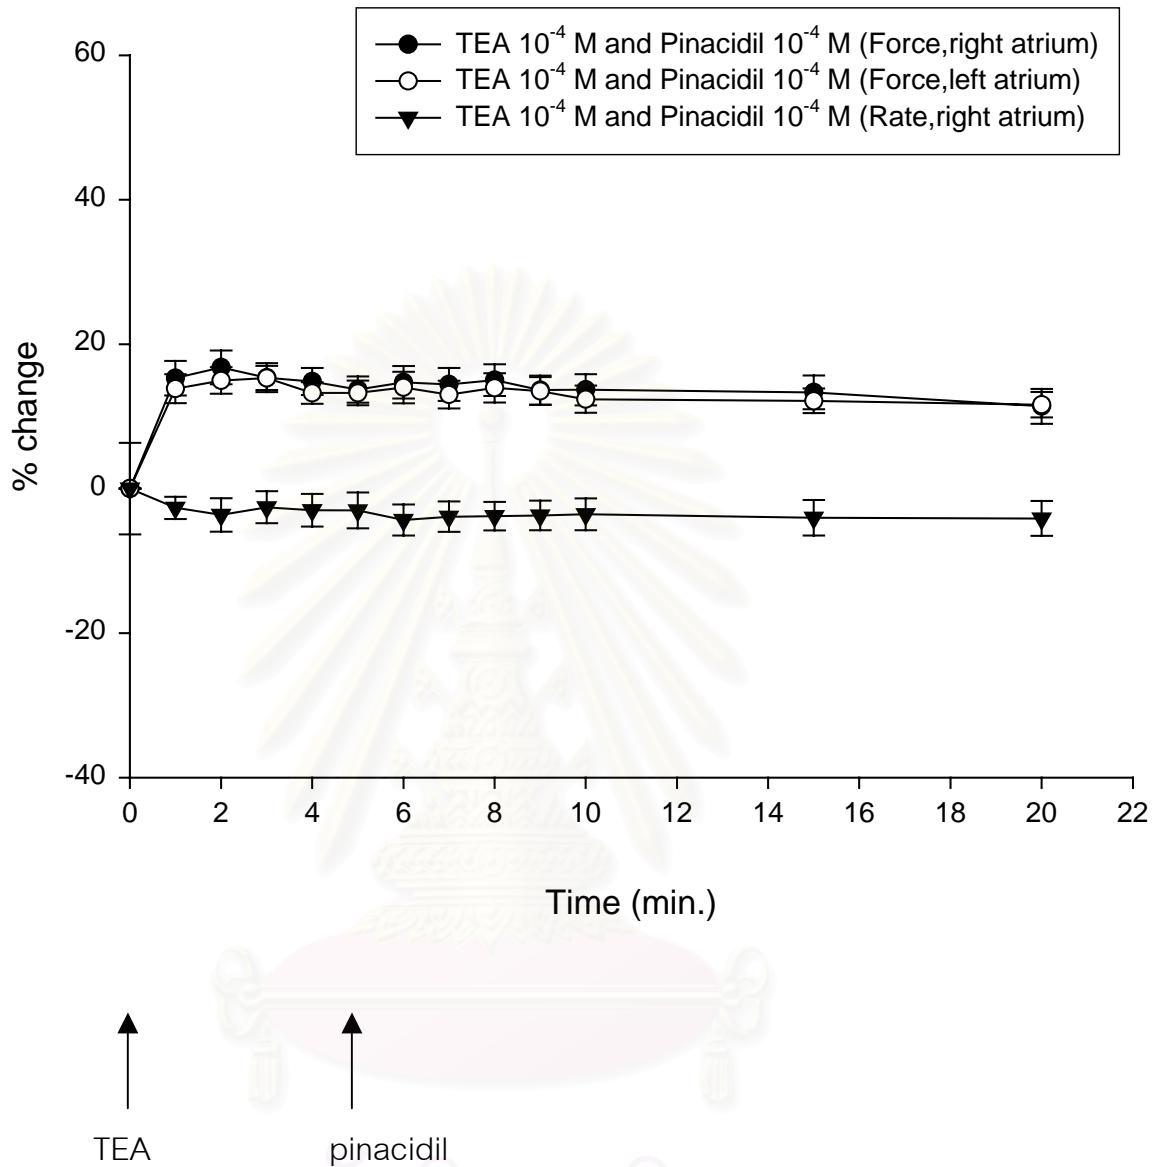 TEA 10⁻⁴ M and Pinacidil 10⁻⁴ M (Force,right atrium)
TEA 10⁻⁴ M and Pinacidil 10⁻⁴ M (Force,left atrium)
TEA 10⁻⁴ M and Pinacidil 10⁻⁴ M (Rate,right atrium)
60
40
20
0
-20
-40
% change
0 2 4 6 8 10 12 14 16 18 20 22
Time (min.)
TEA pinacidil